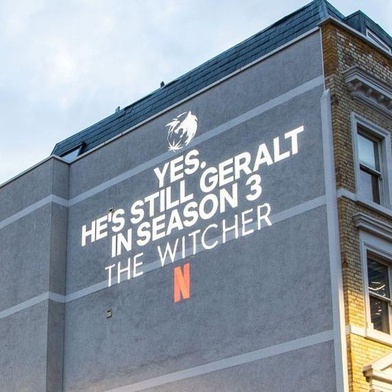 YES.
HE'S STILL GERALT
IN SEASON 3
THE WITCHER
N